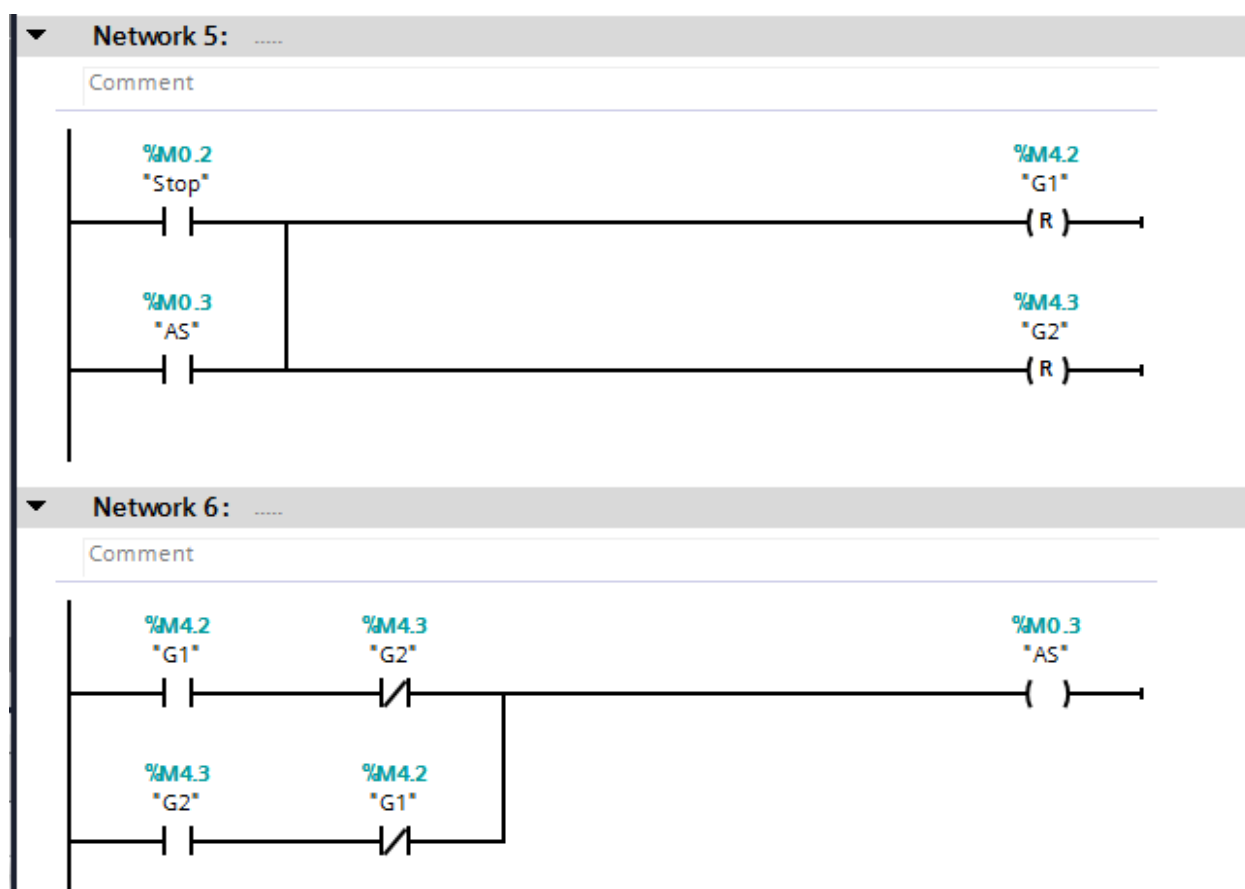 Network 5: .....
Comment
%M0.2 %M4.2
"Stop" "G1"
( R )
%M0.3 %M4.3
"AS" "G2"
( R )
Network 6: .....
Comment
%M4.2 %M4.3 %M0.3
"G1" "G2" "AS"
%M4.3 %M4.2
"G2" "G1"